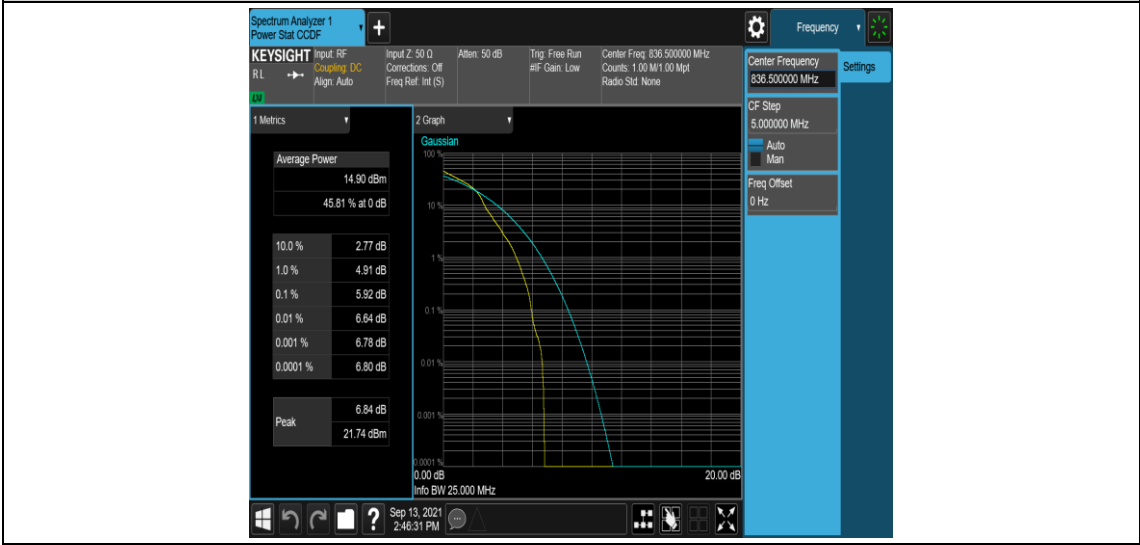 Spectrum Analyzer 1
Power Stat CCDF
+
Frequency
KEYSIGHT
RL
LM
Input: RF
Coupling: DC
Align: Auto
Input Z: 50 Ω
Corrections: Off
Freq Ref: Int (S)
Atten: 50 dB
Trig: Free Run
#IF Gain: Low
Center Freq: 836.500000 MHz
Counts: 1.00 M/1.00 Mpt
Radio Std: None
Center Frequency
836.500000 MHz
Settings
CF Step
5.000000 MHz
Auto
Man
Freq Offset
0 Hz
1 Metrics
Average Power
14.90 dBm
45.81 % at 0 dB
10.0 % 2.77 dB
1.0 % 4.91 dB
0.1 % 5.92 dB
0.01 % 6.64 dB
0.001 % 6.78 dB
0.0001 % 6.80 dB
Peak
6.84 dB
21.74 dBm
2 Graph
Gaussian
100 %
10 %
1 %
0.1 %
0.01 %
0.001 %
0.0001 %
0.00 dB
20.00 dB
Info BW 25.000 MHz
?
Sep 13, 2021
2:46:31 PM